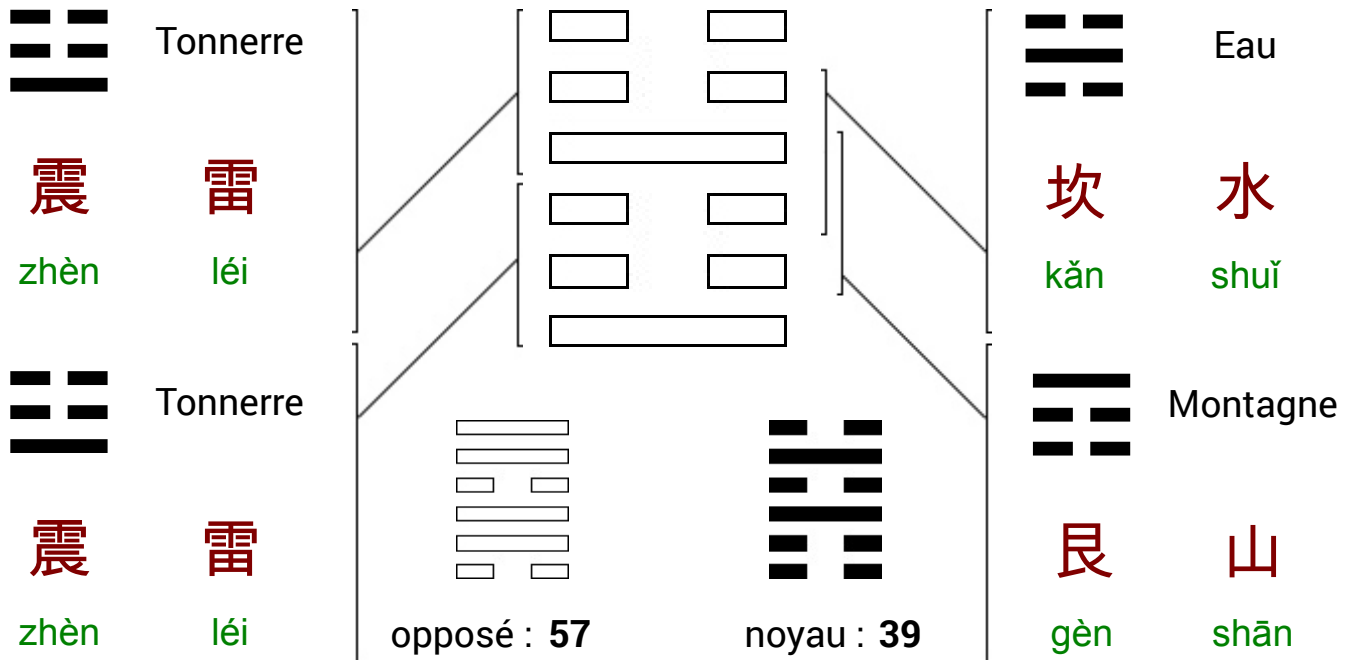 Tonnerre
震 雷
zhèn léi
Tonnerre
震 雷
zhèn léi
opposé : 57
noyau : 39
Eau
坎 水
kǎn shuǐ
Montagne
艮 山
gèn shān